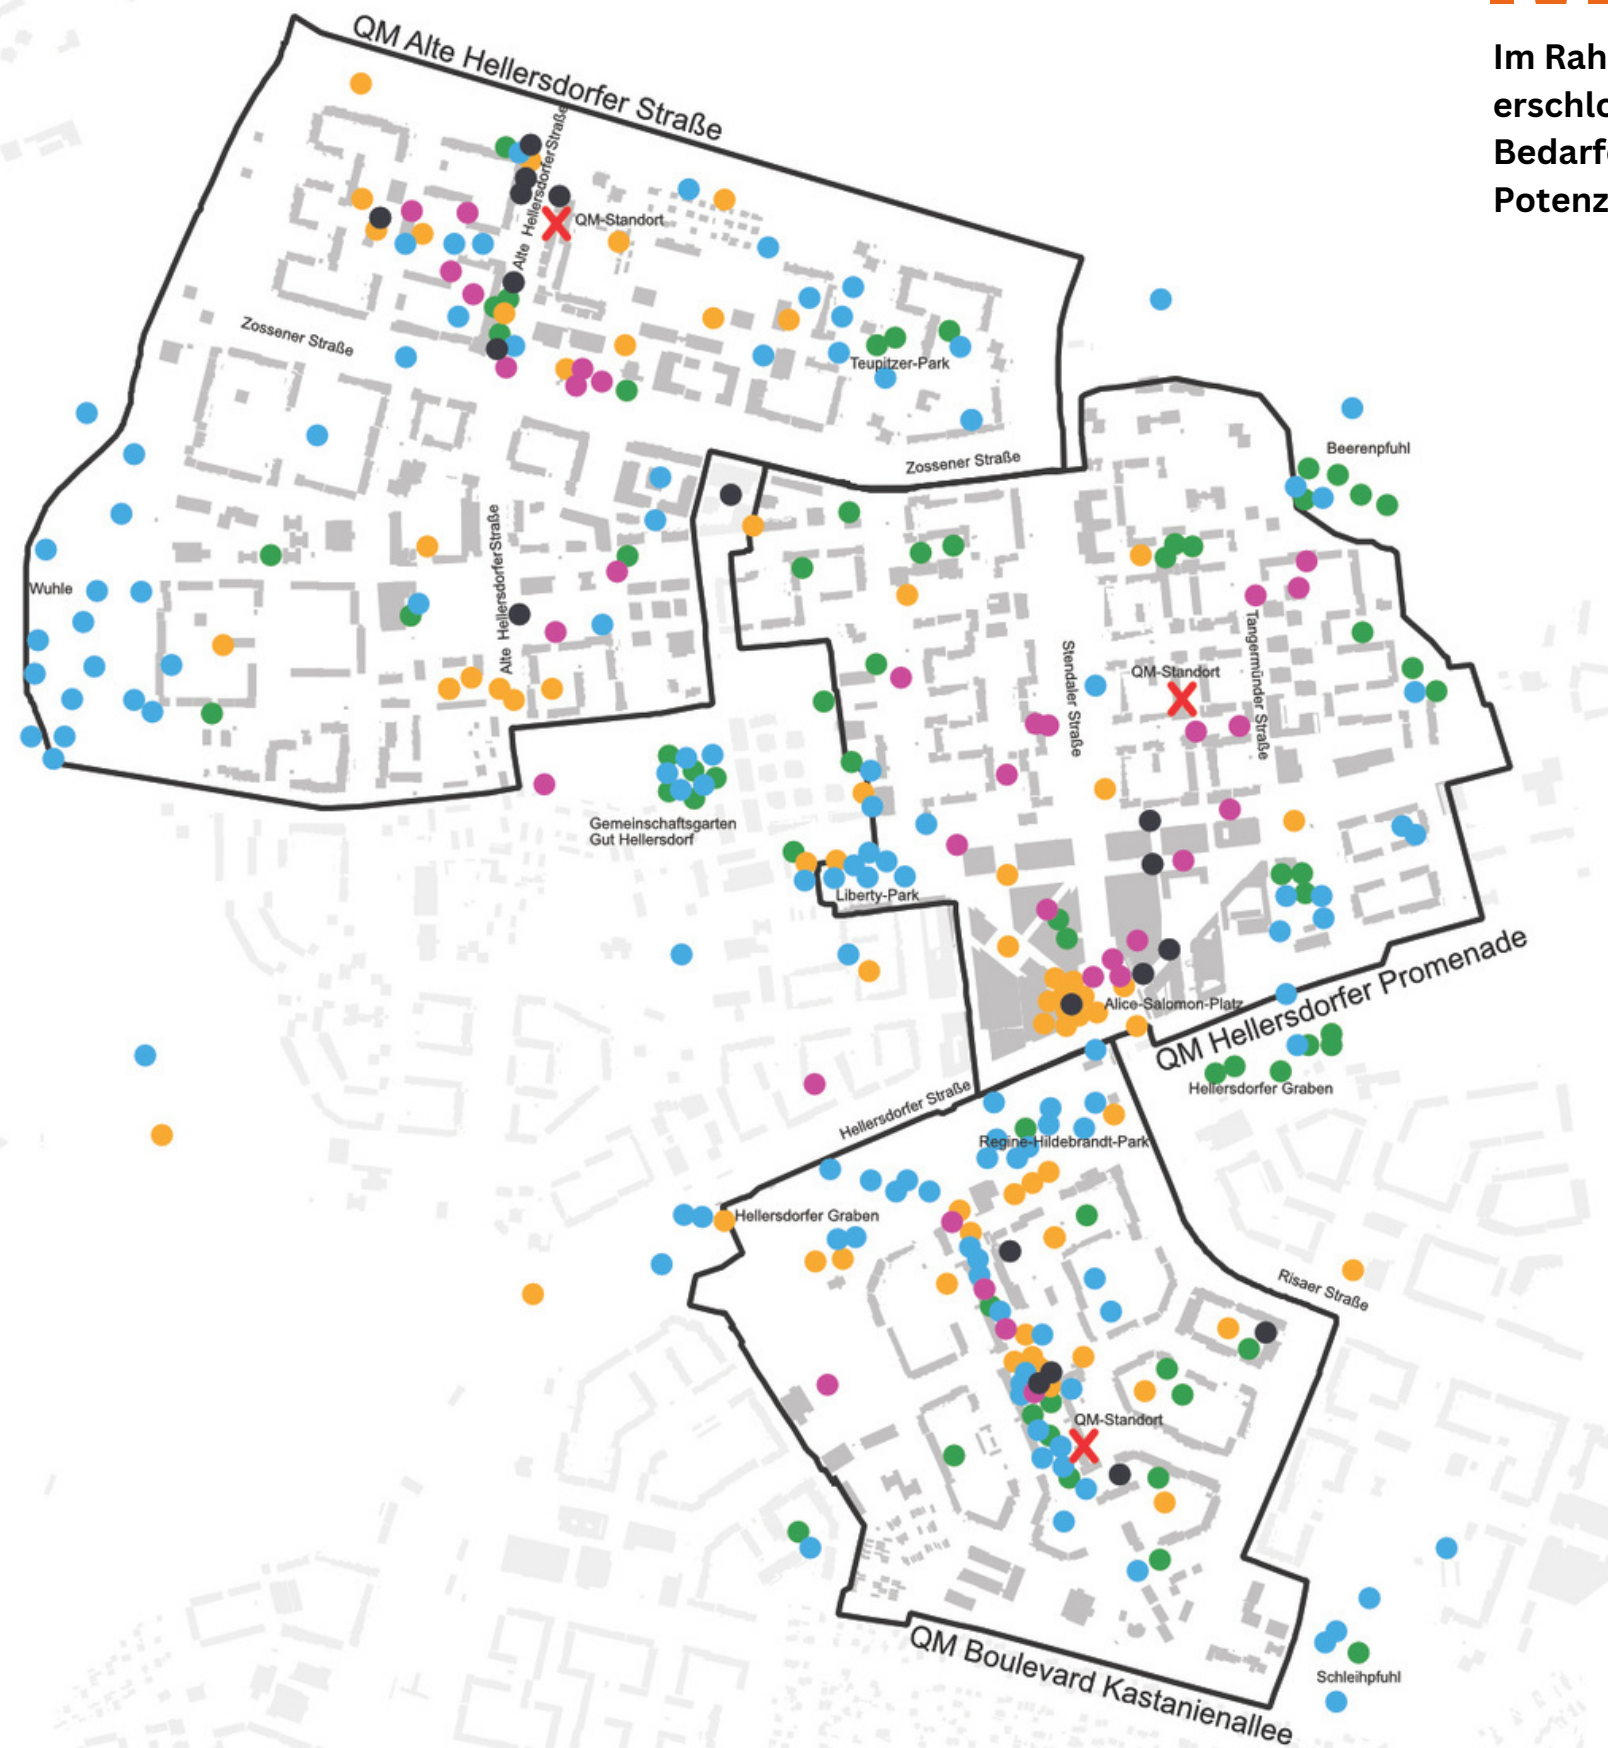 QM Alte Hellersdorfer Straße
Im Rah
erschlo
Bedarf
Potenz
Alte Hellersdorfer Straße
QM-Standort
Zossener Straße
Teupitzer-Park
Zossener Straße
Beerenpfuhl
Wuhle
Alte Hellersdorfer Straße
Stendaler Straße
Tangermünder Straße
QM-Standort
Gemeinschaftsgarten
Gut Hellersdorf
Liberty-Park
Alice-Salomon-Platz
QM Hellersdorfer Promenade
Hellersdorfer Graben
Hellersdorfer Straße
Regine-Hildebrandt-Park
Hellersdorfer Graben
Risaer Straße
QM-Standort
QM Boulevard Kastanienallee
Schleihpfuhl